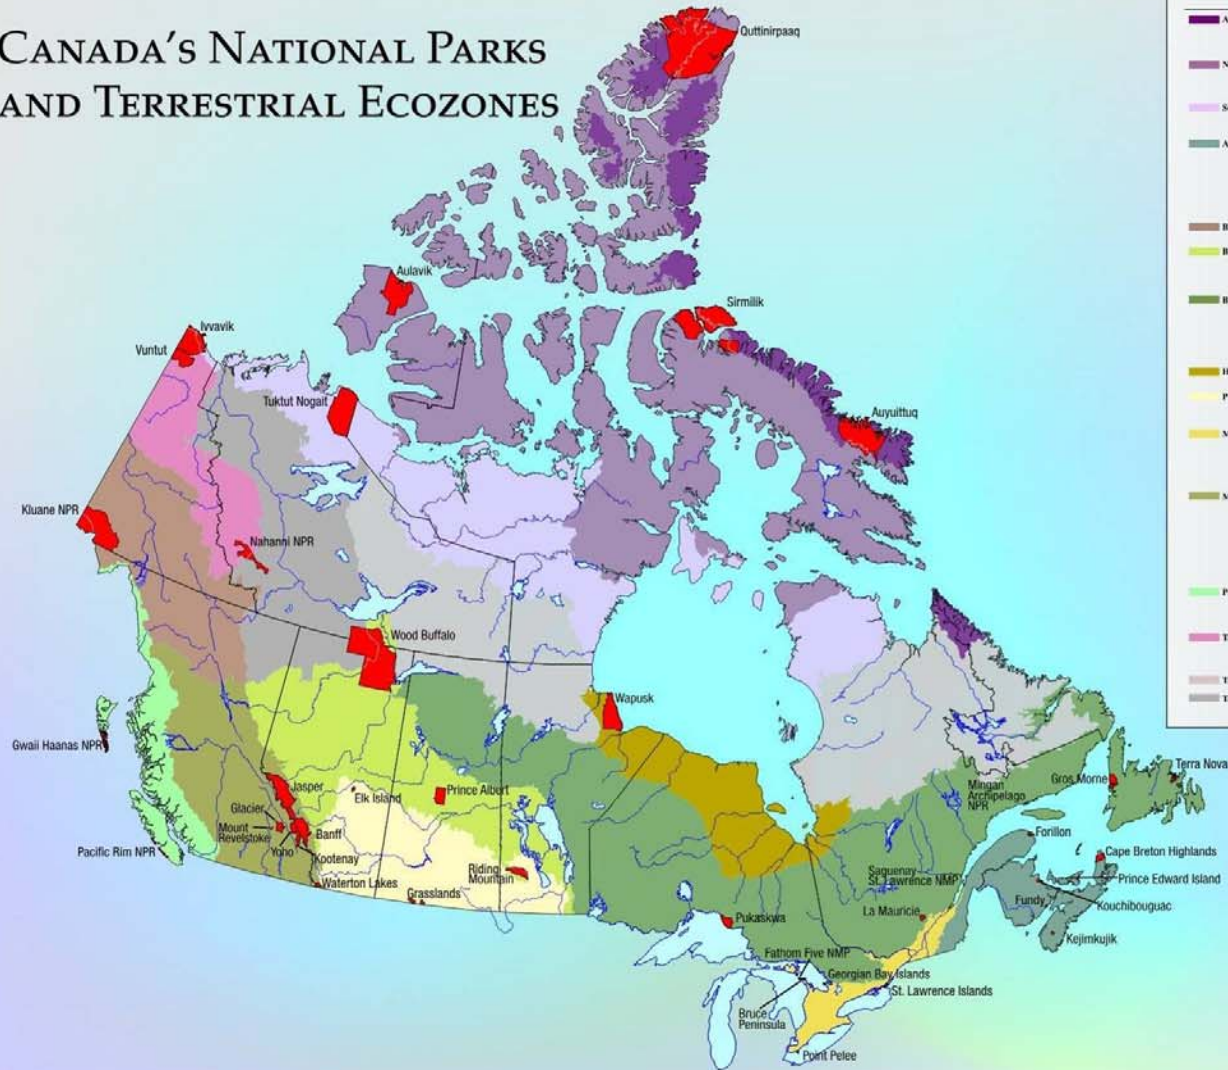 CANADA'S NATIONAL PARKS
AND TERRESTRIAL ECOZONES
Quttinirpaaq
Aulavik
Sirmilik
Ivvavik
Vuntut
Tuktut Nogait
Auyuittuq
Kluane NPR
Nahanni NPR
Wood Buffalo
Wapusk
Gwaii Haanas NPR
Jasper
Elk Island
Prince Albert
Glacier
Mount
Revelstoke
Banff
Yoho
Kootenay
Pacific Rim NPR
Waterton Lakes
Grasslands
Riding
Mountain
Terra Nova
Gros Morne
Mingan
Archipelago
NPR
Forillon
Cape Breton Highlands
Saguenay
St. Lawrence NMP
Prince Edward Island
La Mauricie
Fundy
Kouchibouguac
Pukaskwa
Kejimkujik
Fathom Five NMP
Georgian Bay Islands
St. Lawrence Islands
Bruce
Peninsula
Point Pelee
A
N
S
A
B
B
B
H
P
M
M
P
T
T
T